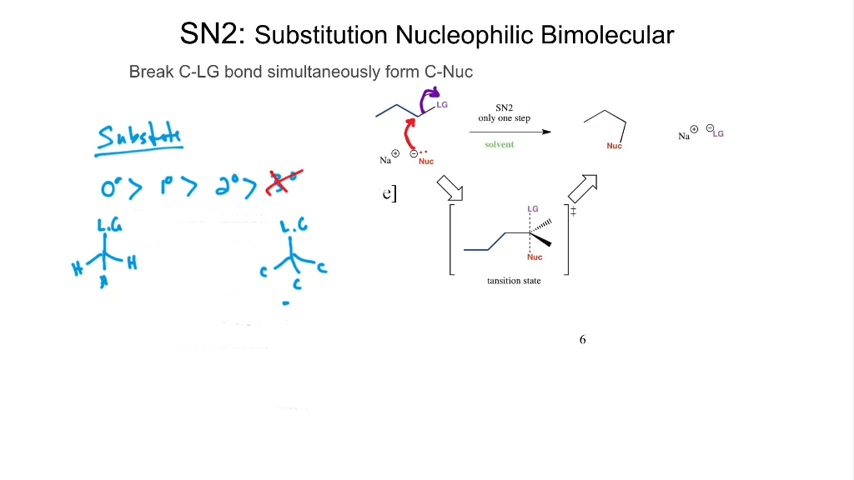 SN2: Substitution Nucleophilic Bimolecular
Break C-LG bond simultaneously form C-Nuc
LG
Na⊕
⊖
Nuc
SN2
only one step
solvent
Nuc
Na⊕ ⊖LG
e]
LG
Nuc
‡
tansition state
6
Substrate
0° > 1° > 2° > 3°
L.G
H H
H
L.G
C C
C